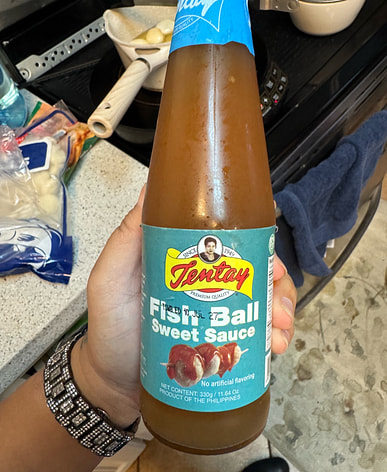 SINCE 1949
Tentay
PREMIUM QUALITY
Fish Ball
Sweet Sauce
No artificial flavoring
NET CONTENT: 330g / 11.64 Oz
PRODUCT OF THE PHILIPPINES